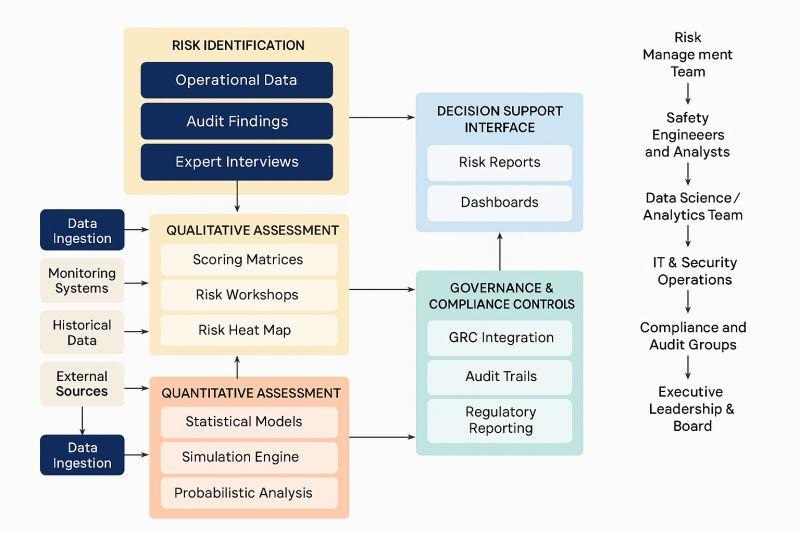 RISK IDENTIFICATION
Operational Data
Audit Findings
Expert Interviews
Data
Ingestion
Monitoring
Systems
Historical
Data
External
Sources
Data
Ingestion
QUALITATIVE ASSESSMENT
Scoring Matrices
Risk Workshops
Risk Heat Map
QUANTITATIVE ASSESSMENT
Statistical Models
Simulation Engine
Probabilistic Analysis
DECISION SUPPORT
INTERFACE
Risk Reports
Dashboards
GOVERNANCE &
COMPLIANCE CONTROLS
GRC Integration
Audit Trails
Regulatory
Reporting
Risk
Manage ment
Team
Safety
Engineeers
and Analysts
Data Science /
Analytics Team
IT & Security
Operations
Compliance and
Audit Groups
Executive
Leadership &
Board